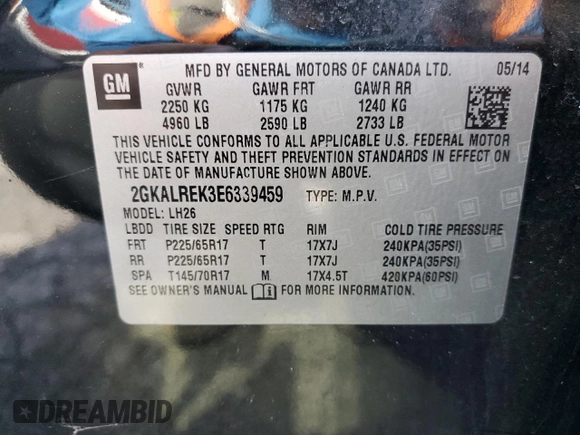 GM ® MFD BY GENERAL MOTORS OF CANADA LTD. 05/14
GVWR GAWR FRT GAWR RR
2250 KG 1175 KG 1240 KG
4960 LB 2590 LB 2733 LB
THIS VEHICLE CONFORMS TO ALL APPLICABLE U.S. FEDERAL MOTOR
VEHICLE SAFETY AND THEFT PREVENTION STANDARDS IN EFFECT ON
THE DATE OF MANUFACTURE SHOWN ABOVE.
2GKALREK3E6339459 TYPE: M.P.V.
MODEL: LH26
LBDD TIRE SIZE SPEED RTG RIM COLD TIRE PRESSURE
FRT P225/65R17 T 17X7J 240KPA(35PSI)
RR P225/65R17 T 17X7J 240KPA(35PSI)
SPA T145/70R17 M 17X4.5T 420KPA(60PSI)
SEE OWNER'S MANUAL FOR MORE INFORMATION.
DREAMBID